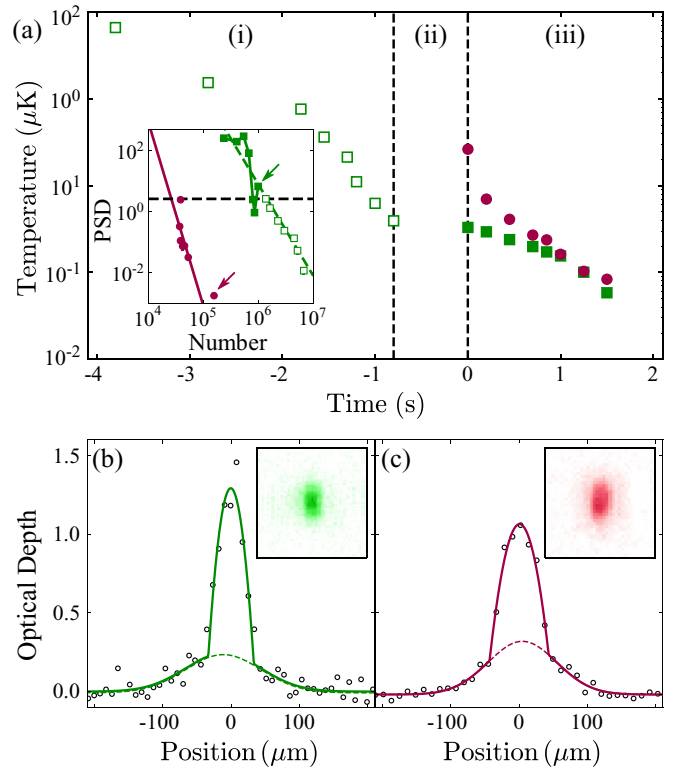 (a)
(i)
(ii)
(iii)
Temperature (μK)
10²
10⁰
10¹
10⁻¹
10⁻²
PSD
10²
10⁰
10⁻²
10⁴ 10⁵ 10⁶ 10⁷
Number
-4 -3 -2 -1 0 1 2
Time (s)
(b)
(c)
Optical Depth
1.5
1.0
0.5
0.0
-100 0 100
-100 0 100
Position (μm)
Position (μm)